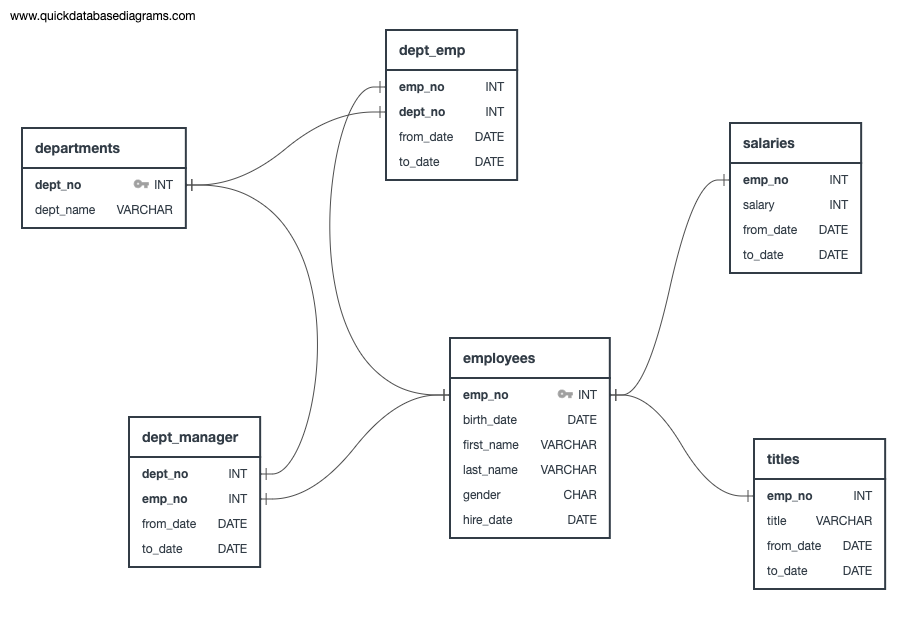 www.quickdatabasediagrams.com
dept_emp
emp_no INT
dept_no INT
from_date DATE
to_date DATE
departments
dept_no INT
dept_name VARCHAR
salaries
emp_no INT
salary INT
from_date DATE
to_date DATE
employees
emp_no INT
birth_date DATE
first_name VARCHAR
last_name VARCHAR
gender CHAR
hire_date DATE
dept_manager
dept_no INT
emp_no INT
from_date DATE
to_date DATE
titles
emp_no INT
title VARCHAR
from_date DATE
to_date DATE